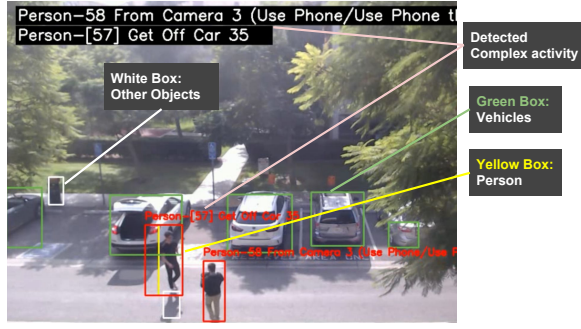 Person-58 From Camera 3 (Use Phone/Use Phone th
Person-[57] Get Off Car 35
Detected
Complex activity
White Box:
Other Objects
Green Box:
Vehicles
Yellow Box:
Person
Person-[57] Get Off Car 35
Person-58 From Camera 3 (Use Phone/Use P